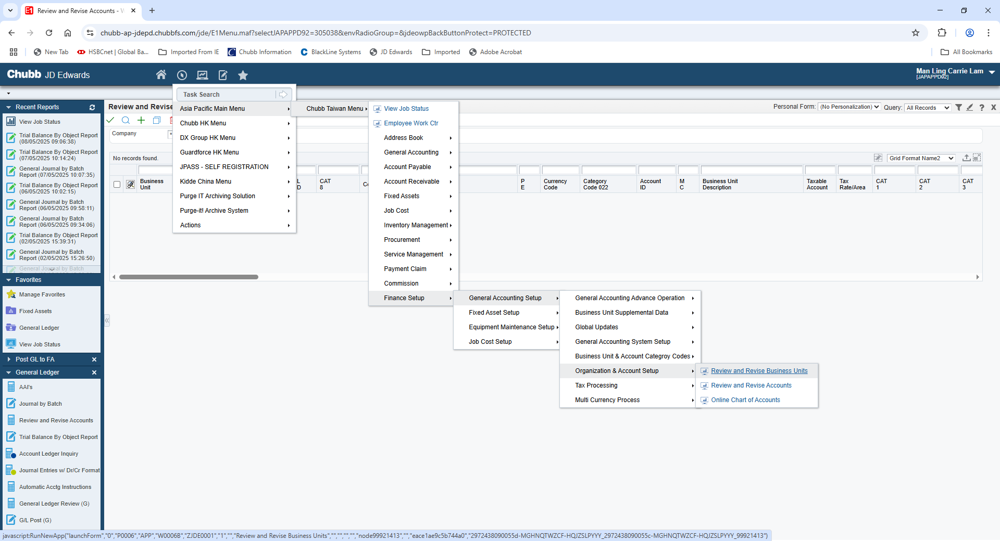 Review and Revise Accounts - W
chubb-ap-jdepd.chubbfs.com/jde/E1Menu.maf?selectJAPAPPD92=305038&envRadioGroup=&jdeowpBackButtonProtect=PROTECTED
New Tab
HSBCnet | Global Ba...
Imported From IE
Chubb Information
BlackLine Systems
JD Edwards
Imported
Adobe Acrobat
All Bookmarks
Chubb JD Edwards
Man Ling Carrie Lam
[JAPAPPD92]
Recent Reports
View Job Status
Trial Balance By Object Report
(08/05/2025 09:06:38)
Trial Balance By Object Report
(07/05/2025 10:14:24)
General Journal by Batch
Report (07/05/2025 10:07:35)
Trial Balance By Object Report
(06/05/2025 10:02:15)
General Journal by Batch
Report (06/05/2025 09:58:11)
General Journal by Batch
Report (06/05/2025 09:34:06)
Trial Balance By Object Report
(02/05/2025 15:39:31)
General Journal by Batch
Report (02/05/2025 15:26:50)
General Journal by Batch
Favorites
Manage Favorites
Fixed Assets
General Ledger
View Job Status
Post GL to FA
General Ledger
AAI's
Journal by Batch
Review and Revise Accounts
Trial Balance By Object Report
Account Ledger Inquiry
Journal Entries w/ Dr/Cr Format
Automatic Acctg Instructions
General Ledger Review (G)
G/L Post (G)
Review and Revise
Personal Form:
(No Personalization)
Query:
All Records
Company
*
No records found.
Grid Format Name2
Business
Unit
L
D
CAT
8
Co
P
E
Currency
Code
Category
Code 022
Account
ID
M
C
Business Unit
Description
Taxable
Account
Tax
Rate/Area
CAT
1
CAT
2
CAT
3
Task Search
Asia Pacific Main Menu
Chubb HK Menu
DX Group HK Menu
Guardforce HK Menu
JPASS - SELF REGISTRATION
Kidde China Menu
Purge IT Archiving Solution
Purge-it! Archive System
Actions
Chubb Taiwan Menu
View Job Status
Employee Work Ctr
Address Book
General Accounting
Account Payable
Account Receivable
Fixed Assets
Job Cost
Inventory Management
Procurement
Service Management
Payment Claim
Commission
Finance Setup
General Accounting Setup
Fixed Asset Setup
Equipment Maintenance Setup
Job Cost Setup
General Accounting Advance Operation
Business Unit Supplemental Data
Global Updates
General Accounting System Setup
Business Unit & Account Categroy Codes
Organization & Account Setup
Tax Processing
Multi Currency Process
Review and Revise Business Units
Review and Revise Accounts
Online Chart of Accounts
javascript:RunNewApp("launchForm","0","P0006","APP","W0006B","ZJDE0001","1","","Review and Revise Business Units","","","","","node99921413","","eace1ae9c5b744a0","2972438090055d-MGHNQTWZCF-HQJZSLPYYY_2972438090055c-MGHNQTWZCF-HQJZSLPYYY_99921413")